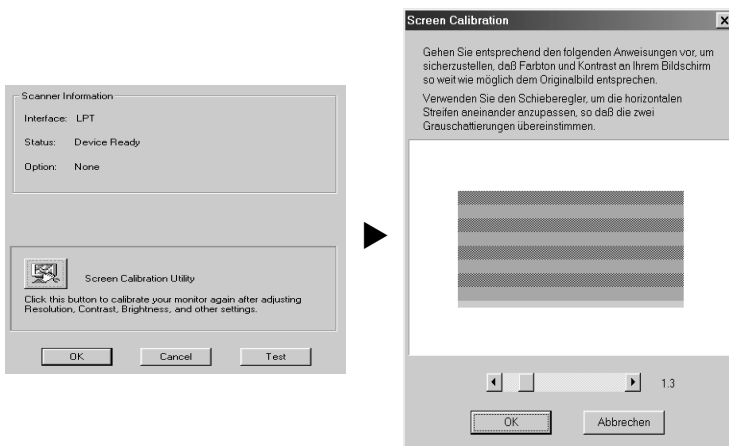 Scanner Information
Interface: LPT
Status: Device Ready
Option: None
Screen Calibration Utility
Click this button to calibrate your monitor again after adjusting
Resolution, Contrast, Brightness, and other settings.
OK Cancel Test
Screen Calibration
Gehen Sie entsprechend den folgenden Anweisungen vor, um
sicherzustellen, daß Farbton und Kontrast an Ihrem Bildschirm
so weit wie möglich dem Originalbild entsprechen.
Verwenden Sie den Schieberegler, um die horizontalen
Streifen aneinander anzupassen, so daß die zwei
Grauschattierungen übereinstimmen.
1.3
OK Abbrechen